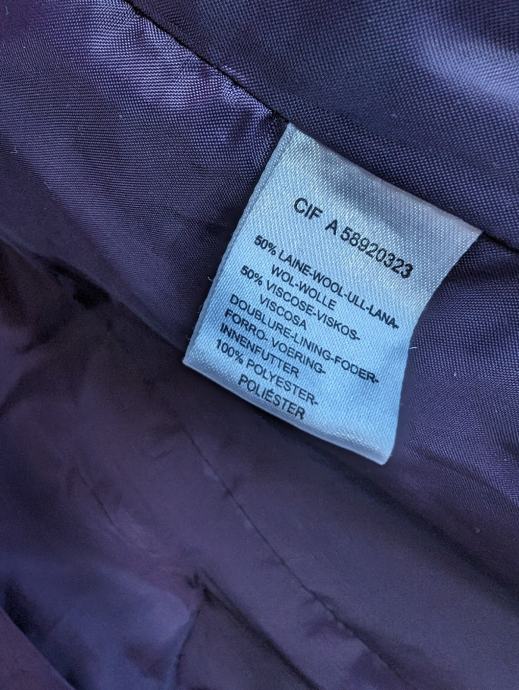 CIF A 58920323
50% LAINE-WOOL-ULL-LANA-
WOL-WOLLE
50% VISCOSE-VISKOS-
VISCOSA
DOUBLURE-LINING-FODER-
FORRO-VOERING-
INNENFUTTER
100% POLYESTER-
POLIÉSTER